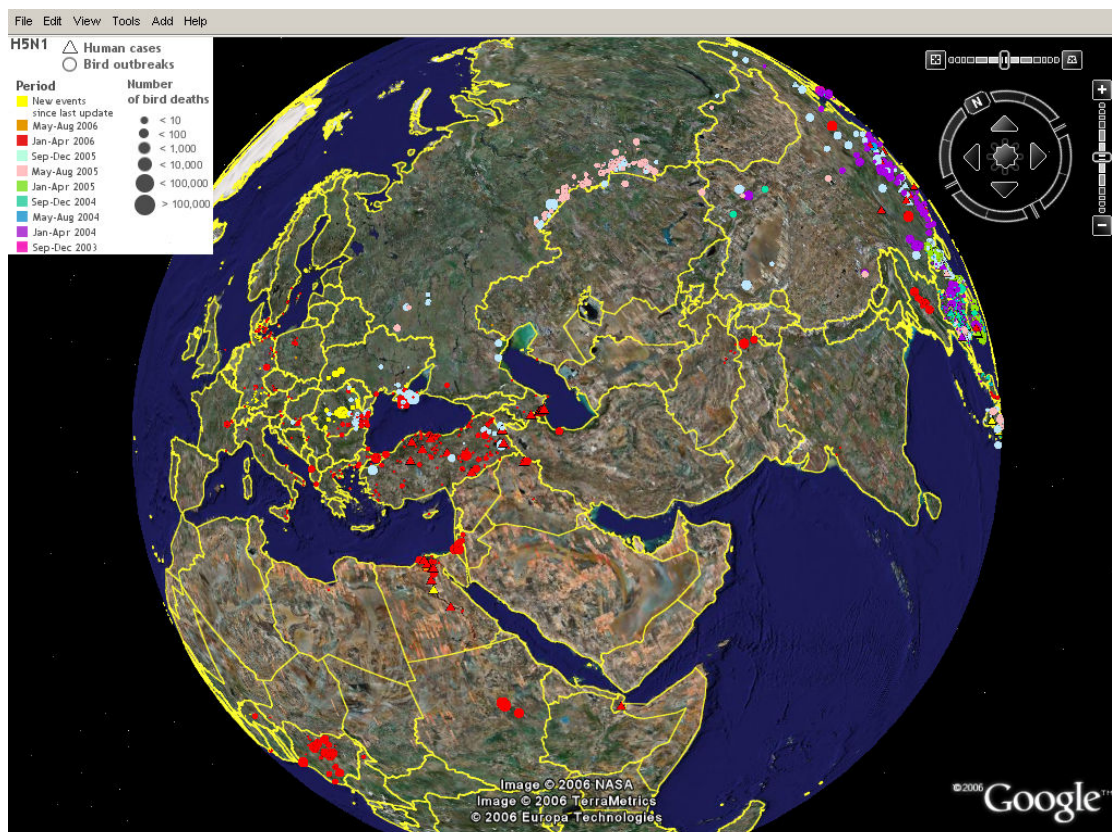 File Edit View Tools Add Help
H5N1
Human cases
Bird outbreaks
Period
New events
since last update
May-Aug 2006
Jan-Apr 2006
Sep-Dec 2005
May-Aug 2005
Jan-Apr 2005
Sep-Dec 2004
May-Aug 2004
Jan-Apr 2004
Sep-Dec 2003
Number
of bird deaths
< 10
< 100
< 1,000
< 10,000
< 100,000
> 100,000
N
Image © 2006 NASA
Image © 2006 TerraMetrics
© 2006 Europa Technologies
©2006 Google™